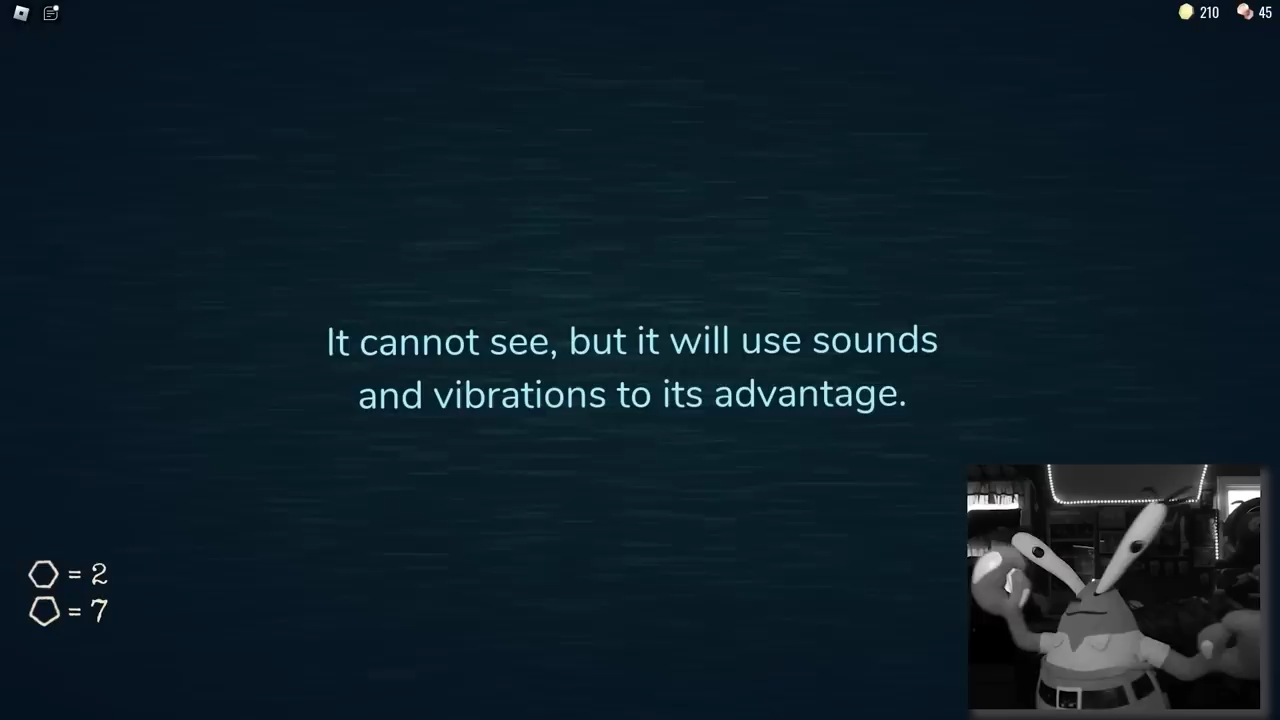 210 45
It cannot see, but it will use sounds
and vibrations to its advantage.
= 2
= 7